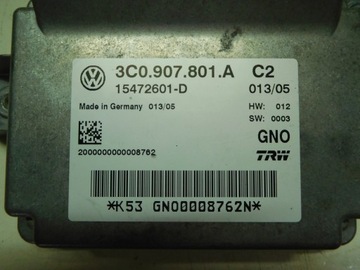 3C0.907.801.A C2
15472601-D 013/05
Made in Germany 013/05 HW: 012
SW: 0003
GNO
2000000000008762
TRW
*K53 GNO00008762N*